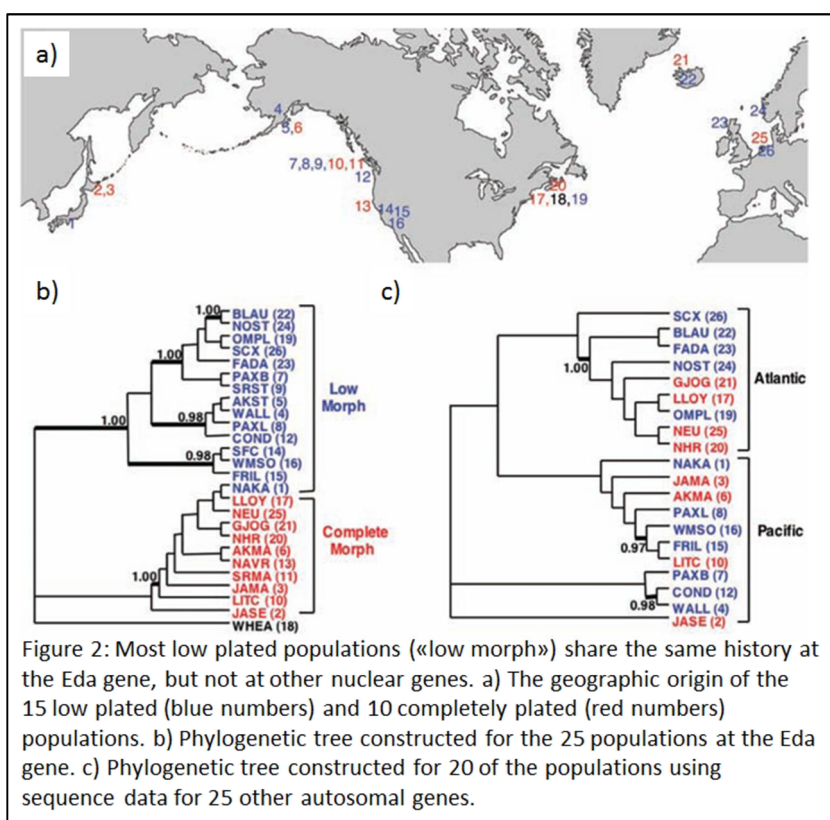 a)
21
22
4
5,6
24
23
25
26
7,8,9,10,11
12
2,3
20
13
14 15
17,18,19
1
16
b)
c)
1.00
BLAU (22)
NOST (24)
OMPL (19)
1.00
SCX (26)
FADA (23)
PAXB (7)
SRST (9)
AKST (5)
1.00
0.98
WALL (4)
PAXL (8)
COND (12)
0.98
SFC (14)
WMSO (16)
FRIL (15)
NAKA (1)
LLOY (17)
NEU (25)
GJOG (21)
NHR (20)
AKMA (6)
NAVR (13)
1.00
SRMA (11)
JAMA (3)
LITC (10)
JASE (2)
WHEA (18)
Low
Morph
Complete
Morph
SCX (26)
BLAU (22)
FADA (23)
1.00
NOST (24)
GJOG (21)
LLOY (17)
OMPL (19)
NEU (25)
NHR (20)
NAKA (1)
JAMA (3)
AKMA (6)
PAXL (8)
WMSO (16)
0.97
FRIL (15)
LITC (10)
PAXB (7)
COND (12)
0.98
WALL (4)
JASE (2)
Atlantic
Pacific
Figure 2: Most low plated populations («low morph») share the same history at
the Eda gene, but not at other nuclear genes. a) The geographic origin of the
15 low plated (blue numbers) and 10 completely plated (red numbers)
populations. b) Phylogenetic tree constructed for the 25 populations at the Eda
gene. c) Phylogenetic tree constructed for 20 of the populations using
sequence data for 25 other autosomal genes.